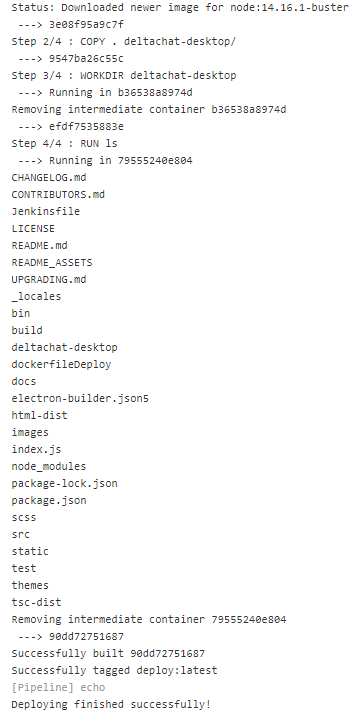 Status: Downloaded newer image for node:14.16.1-buster
---> 3e08f95a9c7f
Step 2/4 : COPY . deltachat-desktop/
---> 9547ba26c55c
Step 3/4 : WORKDIR deltachat-desktop
---> Running in b36538a8974d
Removing intermediate container b36538a8974d
---> efdf7535883e
Step 4/4 : RUN ls
---> Running in 79555240e804
CHANGELOG.md
CONTRIBUTORS.md
Jenkinsfile
LICENSE
README.md
README_ASSETS
UPGRADING.md
_locales
bin
build
deltachat-desktop
dockerfileDeploy
docs
electron-builder.json5
html-dist
images
index.js
node_modules
package-lock.json
package.json
scss
src
static
test
themes
tsc-dist
Removing intermediate container 79555240e804
---> 90dd72751687
Successfully built 90dd72751687
Successfully tagged deploy:latest
[Pipeline] echo
Deploying finished successfully!